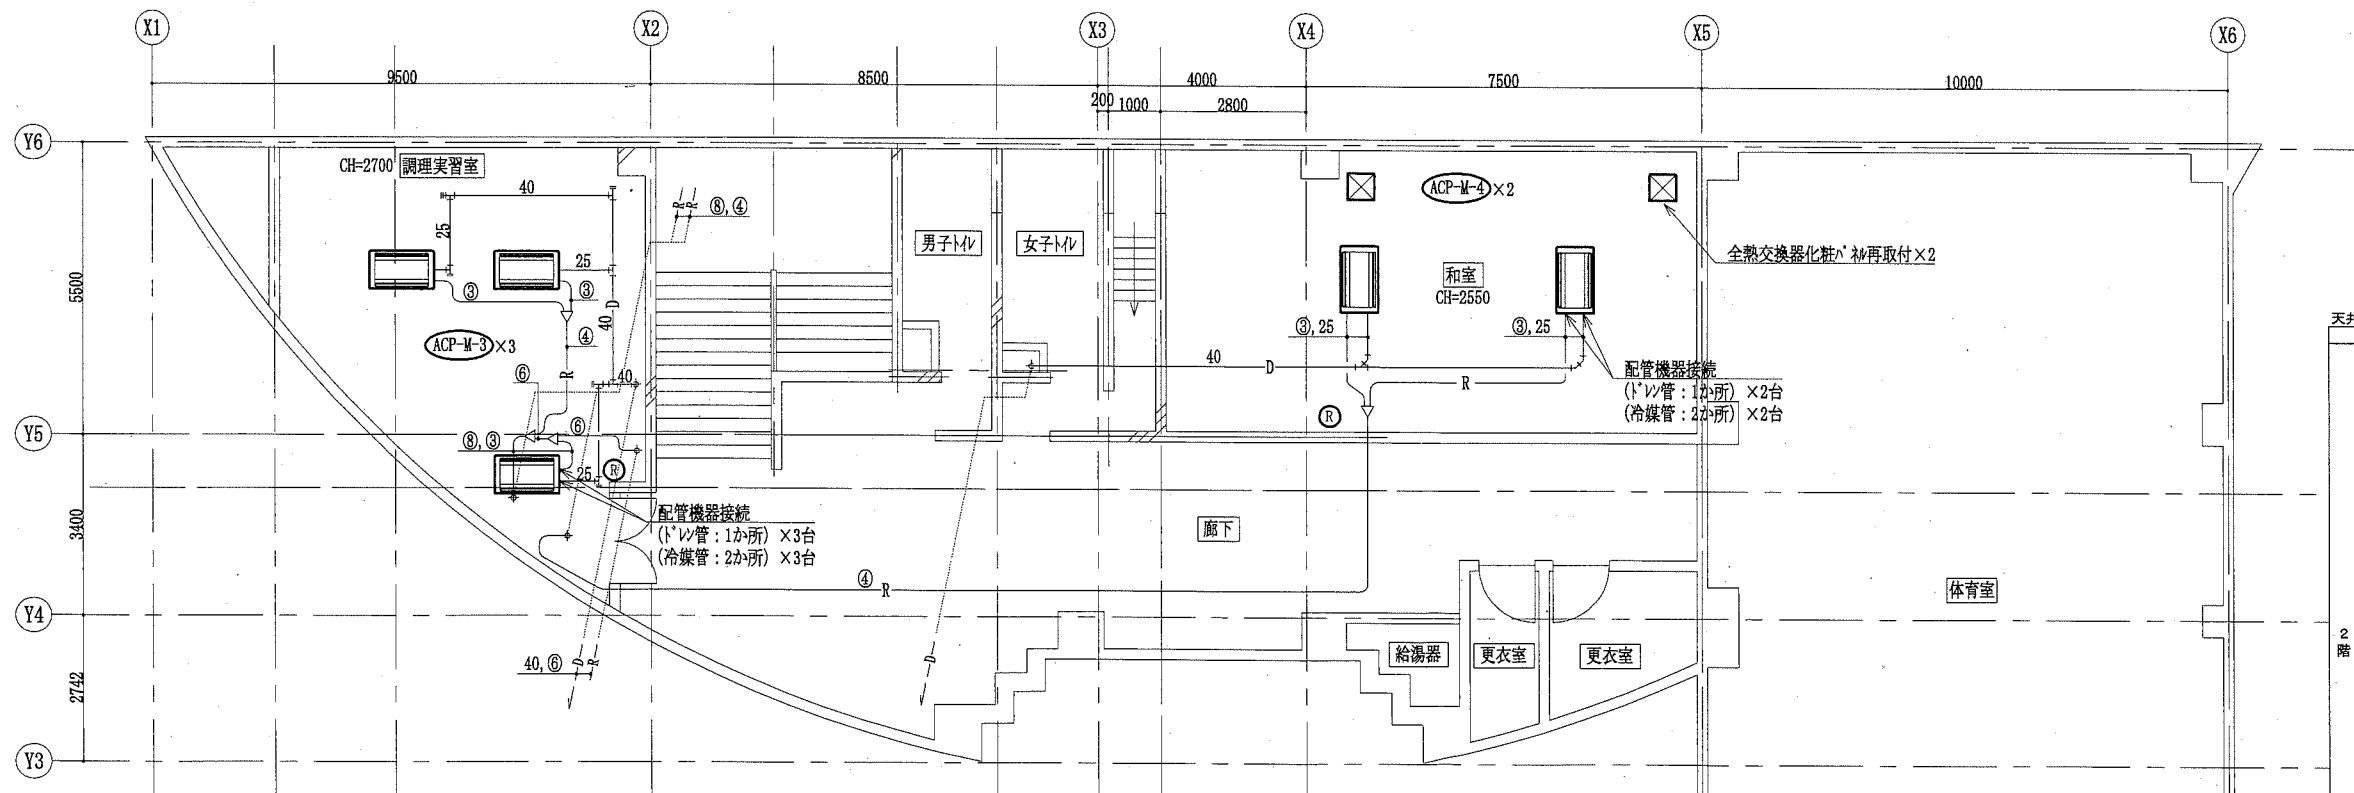 X1
X2
X3
X4
X5
X6
9500
8500
4000
7500
10000
200
1000
2800
Y6
CH=2700
調理実習室
40
R
R
⑧, ④
ACP-M-4
×2
25
男子トイレ
女子トイレ
全熱交換器化粧パネル再取付×2
25
5500
和室
CH=2550
③
③
D
40
③, 25
③, 25
天井
ACP-M-3
×3
④
40
D
R
⑥
40
R
配管機器接続
(ドレン管：1か所) ×2台
(冷媒管：2か所) ×2台
R
Y5
⑧, ③
⑥
25
R
3400
配管機器接続
(ドレン管：1か所) ×3台
(冷媒管：2か所) ×3台
廊下
④
R
体育室
Y4
2742
40, ⑥
D
R
D
給湯器
更衣室
更衣室
2
階
Y3